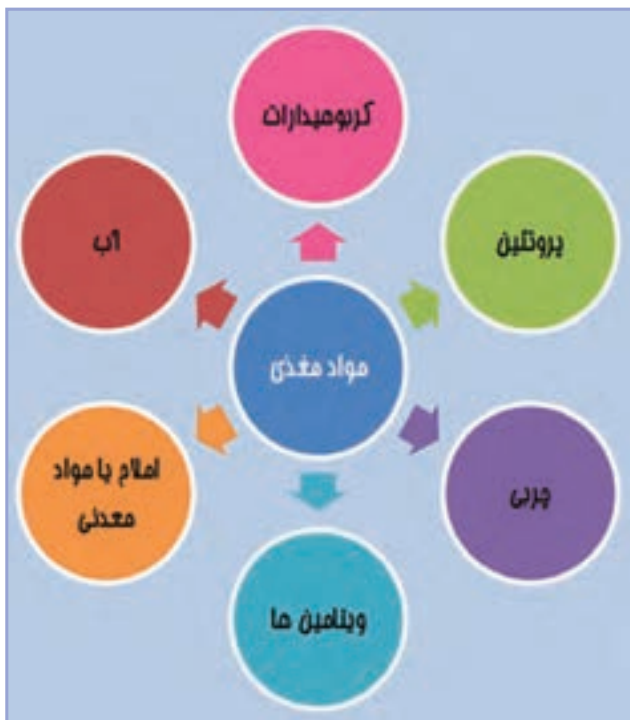 کربوهیدارات
پروتئین
آب
مواد مغذی
املاح یا مواد
معدنی
چربی
ویتامین ها